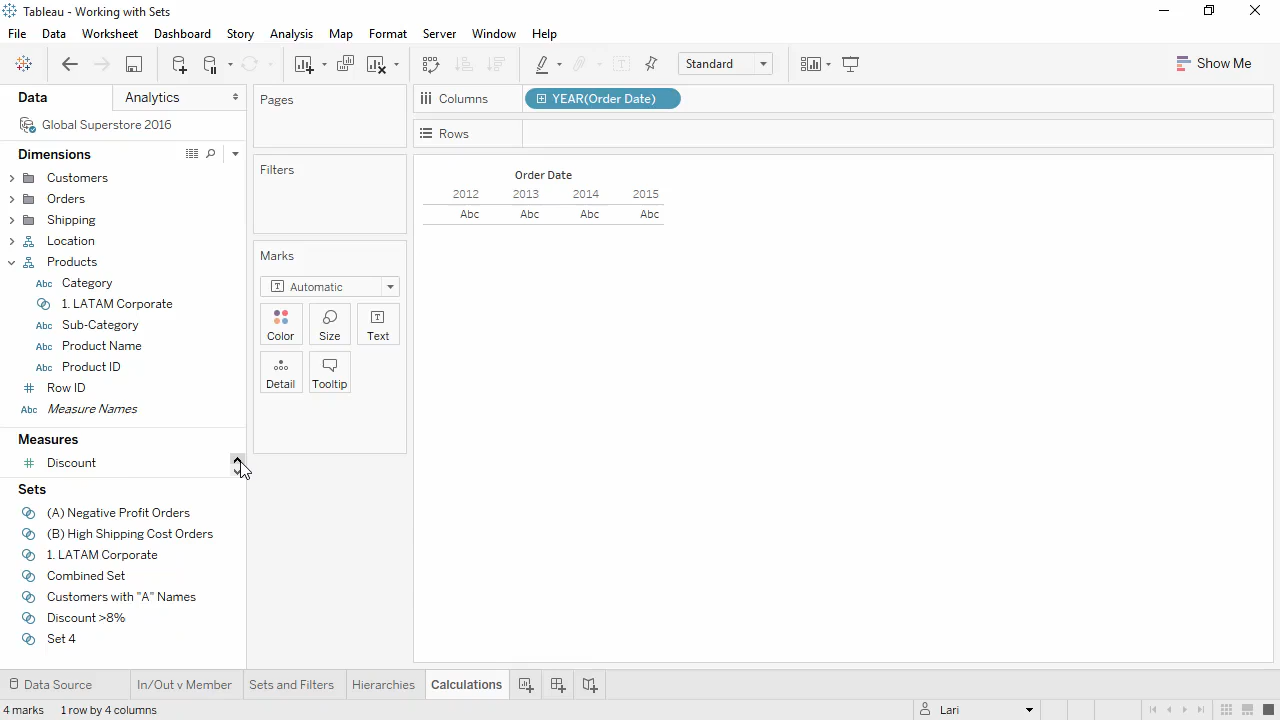 Tableau - Working with Sets
File Data Worksheet Dashboard Story Analysis Map Format Server Window Help
Standard
Show Me
Data Analytics
Global Superstore 2016
Dimensions
Customers
Orders
Shipping
Location
Products
Abc Category
1. LATAM Corporate
Abc Sub-Category
Abc Product Name
Abc Product ID
# Row ID
Abc Measure Names
Measures
# Discount
Sets
(A) Negative Profit Orders
(B) High Shipping Cost Orders
1. LATAM Corporate
Combined Set
Customers with "A" Names
Discount >8%
Set 4
Pages
Filters
Marks
T Automatic
Color Size Text
Detail Tooltip
Columns YEAR(Order Date)
Rows
Order Date
2012 2013 2014 2015
Abc Abc Abc Abc
Data Source In/Out v Member Sets and Filters Hierarchies Calculations
4 marks 1 row by 4 columns Lari